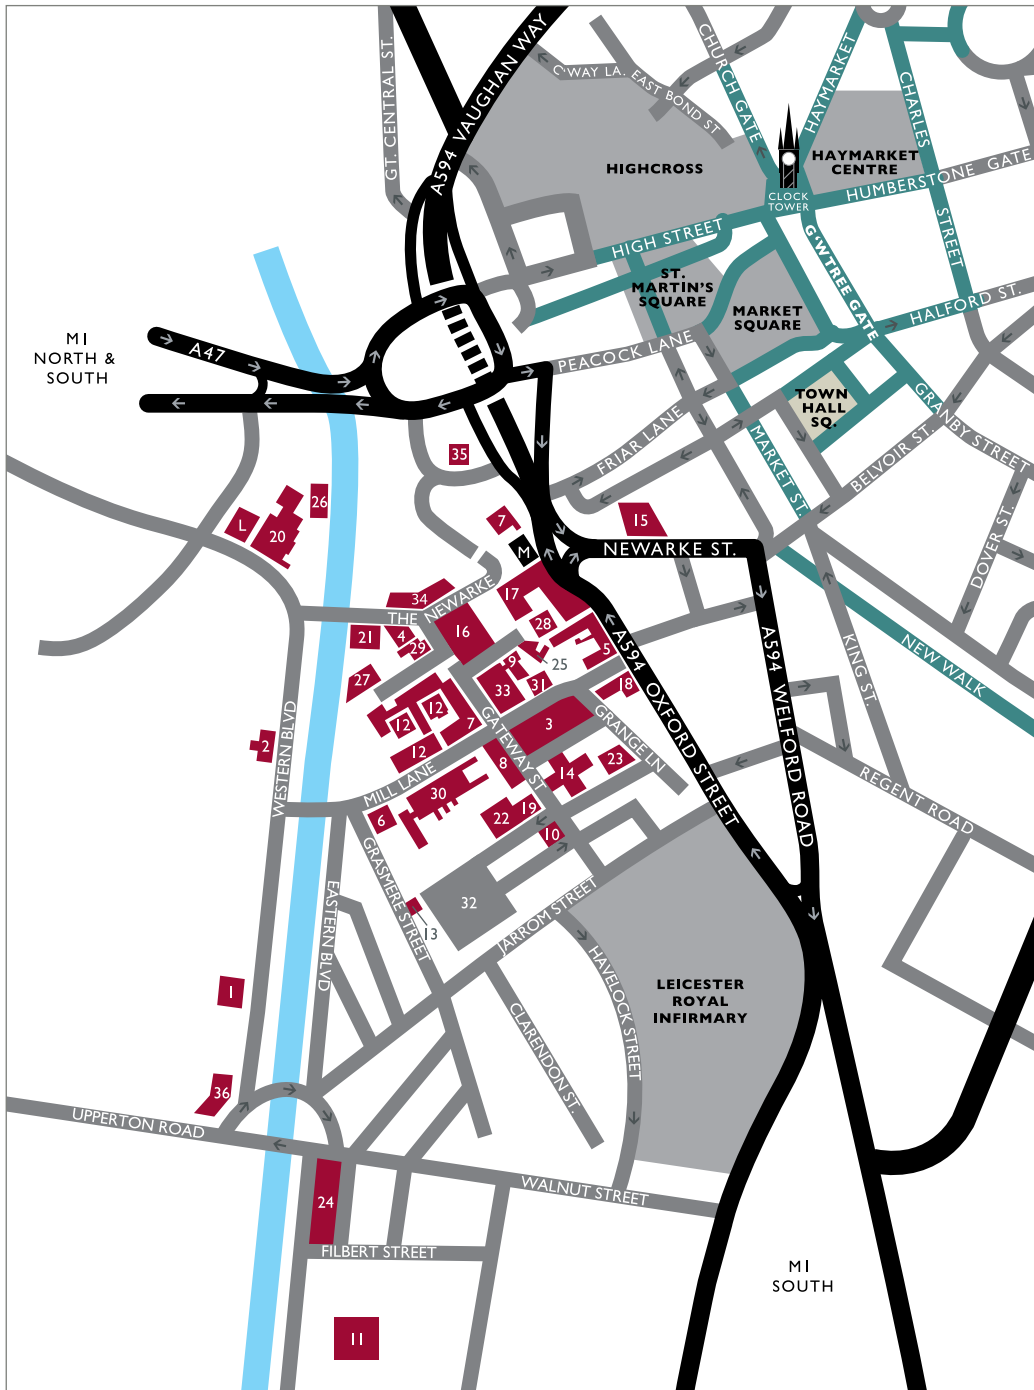 GT. CENTRAL ST.
A594 VAUGHAN WAY
C'WAY LA.
EAST BOND ST
CHURCH GATE
HAYMARKET
CHARLES
STREET
HIGHCROSS
HAYMARKET
CENTRE
HUMBERSTONE GATE
CLOCK
TOWER
HIGH STREET
G'WTREE GATE
ST.
MARTIN'S
SQUARE
MARKET
SQUARE
HALFORD ST.
M1
NORTH &
SOUTH
A47
PEACOCK LANE
TOWN
HALL
SQ.
GRANBY STREET
FRIAR LANE
MARKET ST.
BELVOIR ST.
DOVER ST.
35
26
L
20
7
M
15
NEWARKE ST.
34
THE NEWARKE
17
16
28
21
4
29
5
9
25
A594 OXFORD STREET
A594 WELFORD ROAD
KING ST.
NEW WALK
27
33
31
18
12
12
7
GATEWAY ST
3
GRANGE LN
2
WESTERN BLVD
12
8
14
23
MILL LANE
30
REGENT ROAD
6
22
19
10
GRASMERE STREET
EASTERN BLVD
32
13
JARROM STREET
HAVELOCK STREET
LEICESTER
ROYAL
INFIRMARY
1
CLARENDON ST.
36
UPPERTON ROAD
WALNUT STREET
24
FILBERT STREET
M1
SOUTH
11